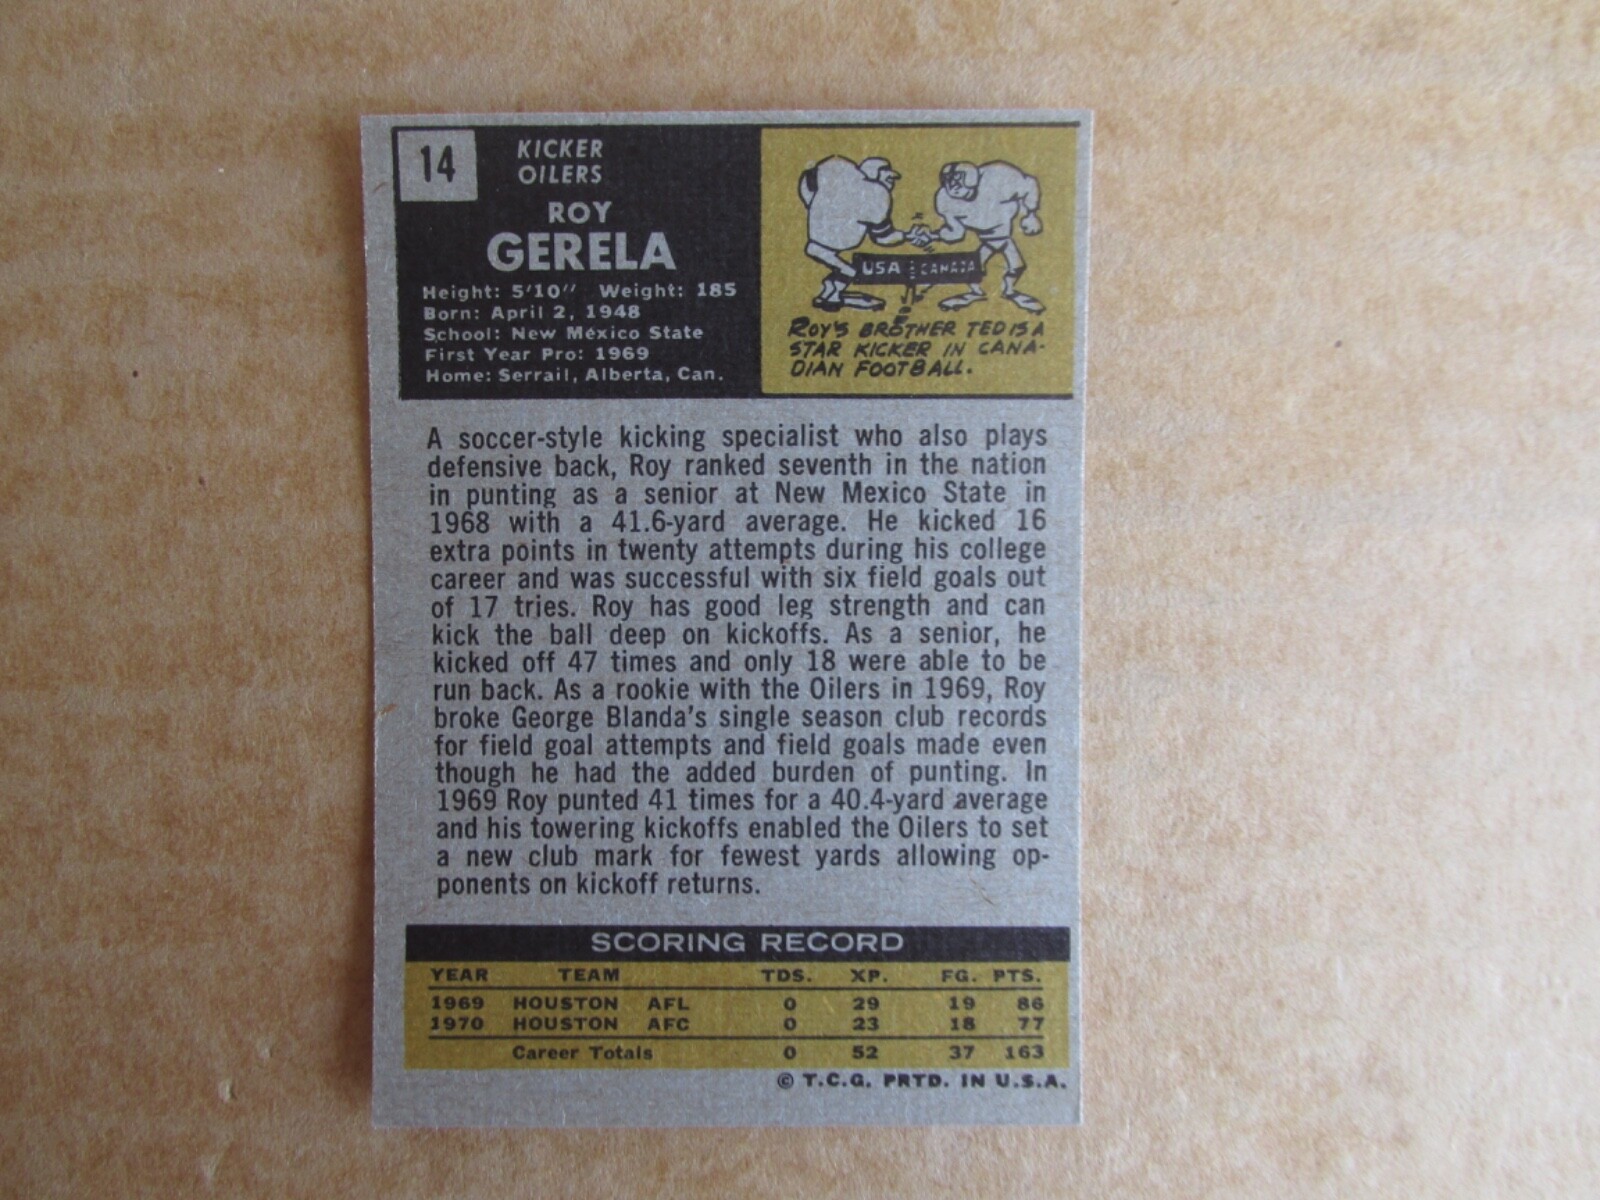 14
KICKER
OILERS
ROY
GERELA
Height: 5'10" Weight: 185
Born: April 2, 1948
School: New Mexico State
First Year Pro: 1969
Home: Serrail, Alberta, Can.
USA CANADA
ROY'S BROTHER TED IS A
STAR KICKER IN CANA-
DIAN FOOTBALL.
A soccer-style kicking specialist who also plays
defensive back, Roy ranked seventh in the nation
in punting as a senior at New Mexico State in
1968 with a 41.6-yard average. He kicked 16
extra points in twenty attempts during his college
career and was successful with six field goals out
of 17 tries. Roy has good leg strength and can
kick the ball deep on kickoffs. As a senior, he
kicked off 47 times and only 18 were able to be
run back. As a rookie with the Oilers in 1969, Roy
broke George Blanda's single season club records
for field goal attempts and field goals made even
though he had the added burden of punting. In
1969 Roy punted 41 times for a 40.4-yard average
and his towering kickoffs enabled the Oilers to set
a new club mark for fewest yards allowing op-
ponents on kickoff returns.
SCORING RECORD
YEAR TEAM TDS. XP. FG. PTS.
1969 HOUSTON AFL 0 29 19 86
1970 HOUSTON AFC 0 23 18 77
Career Totals 0 52 37 163
© T.C.G. PRTD. IN U.S.A.